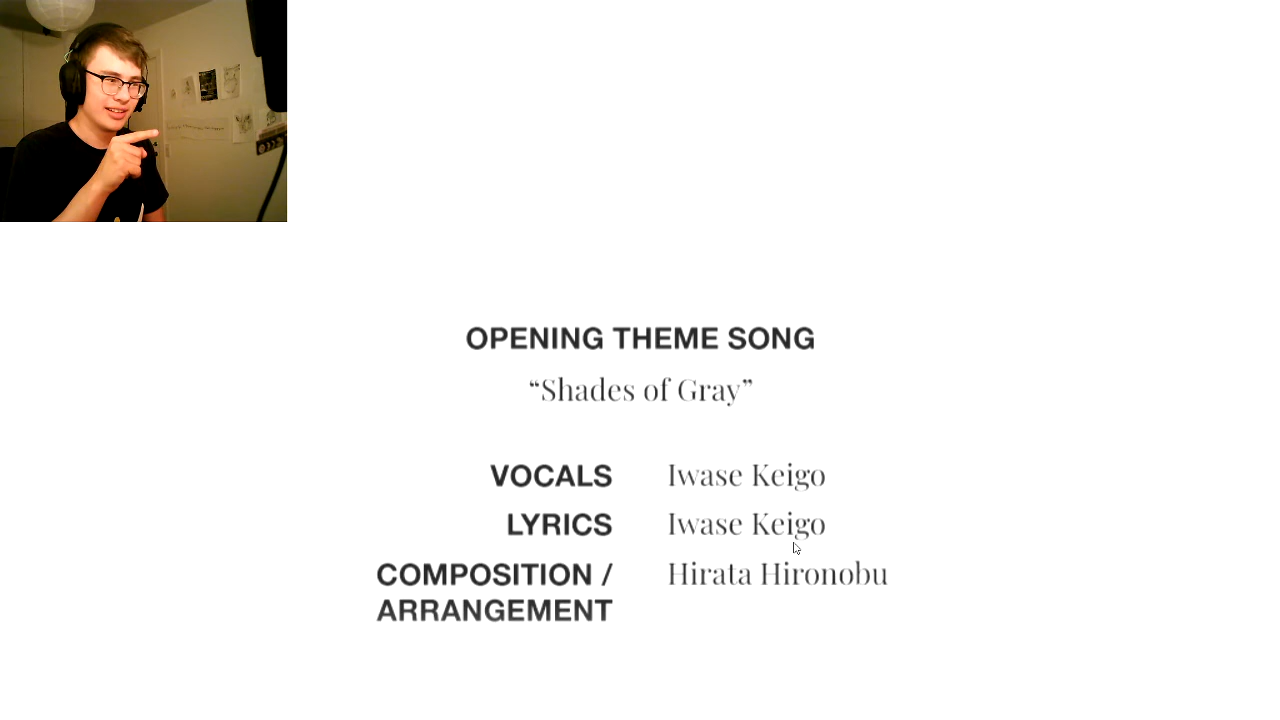 OPENING THEME SONG
“Shades of Gray”
VOCALS Iwase Keigo
LYRICS Iwase Keigo
COMPOSITION / Hirata Hironobu
ARRANGEMENT